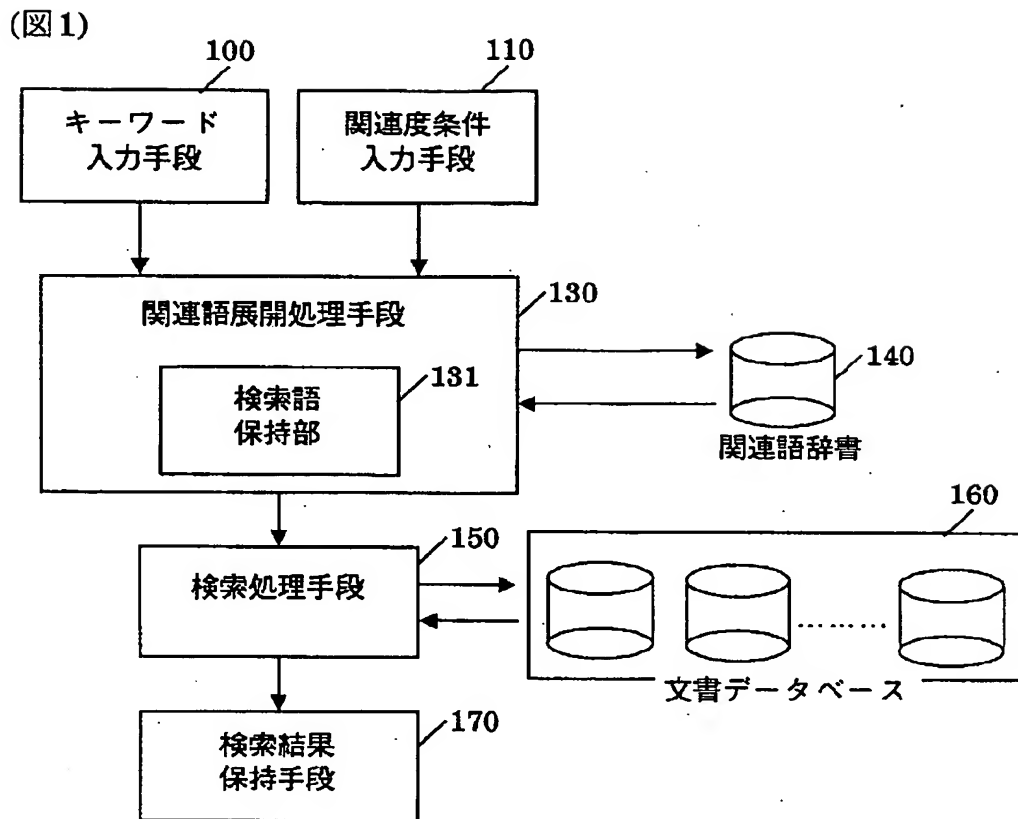 (図1)
100
110
キーワード
入力手段
関連度条件
入力手段
130
関連語展開処理手段
131
検索語
保持部
140
関連語辞書
150
検索処理手段
160
.........
文書データベース
170
検索結果
保持手段